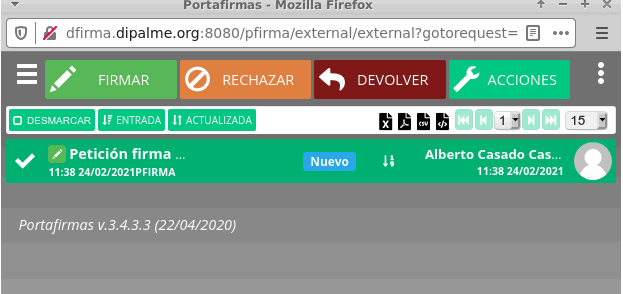 Portafirmas - Mozilla Firefox
dfirma.dipalme.org:8080/pfirma/external/external?gotorequest=
FIRMAR RECHAZAR DEVOLVER ACCIONES
DESMARCAR ENTRADA ACTUALIZADA 1 15
Petición firma ... Nuevo Alberto Casado Cas...
11:38 24/02/2021PFIRMA 11:38 24/02/2021
Portafirmas v.3.4.3.3 (22/04/2020)